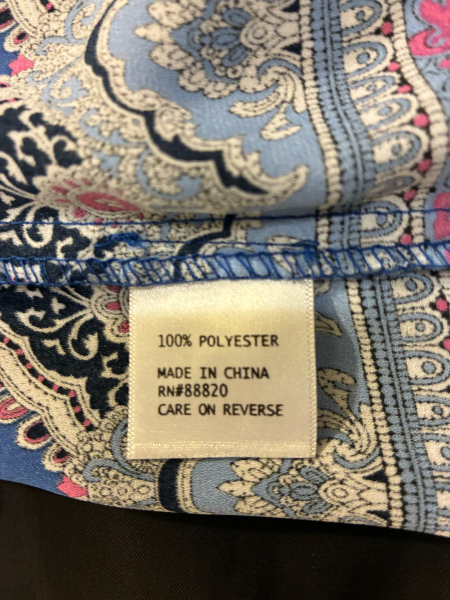 100% POLYESTER
MADE IN CHINA
RN#88820
CARE ON REVERSE